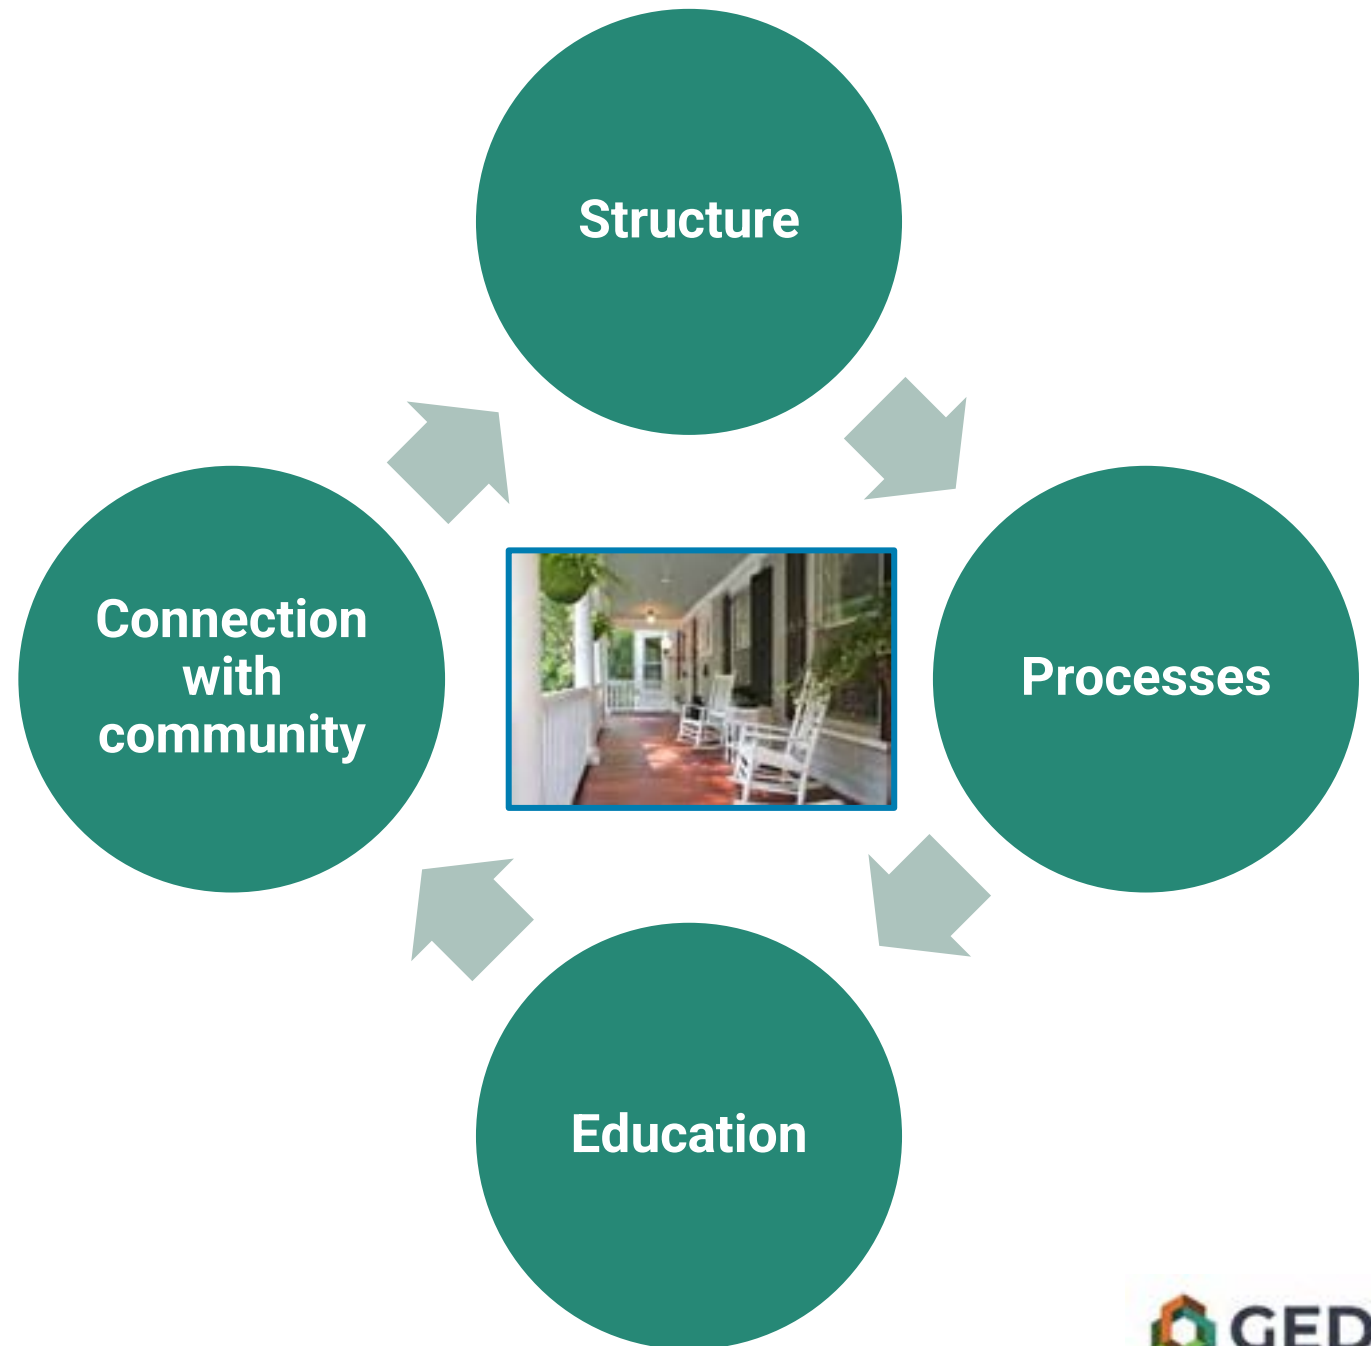 Structure
Connection
with
community
Processes
Education
GED